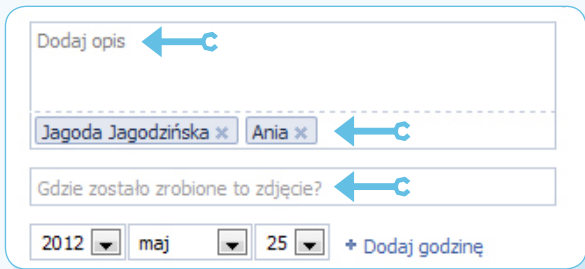 Dodaj opis
Jagoda Jagodzińska × Ania ×
Gdzie zostało zrobione to zdjęcie?
2012 maj 25 + Dodaj godzinę